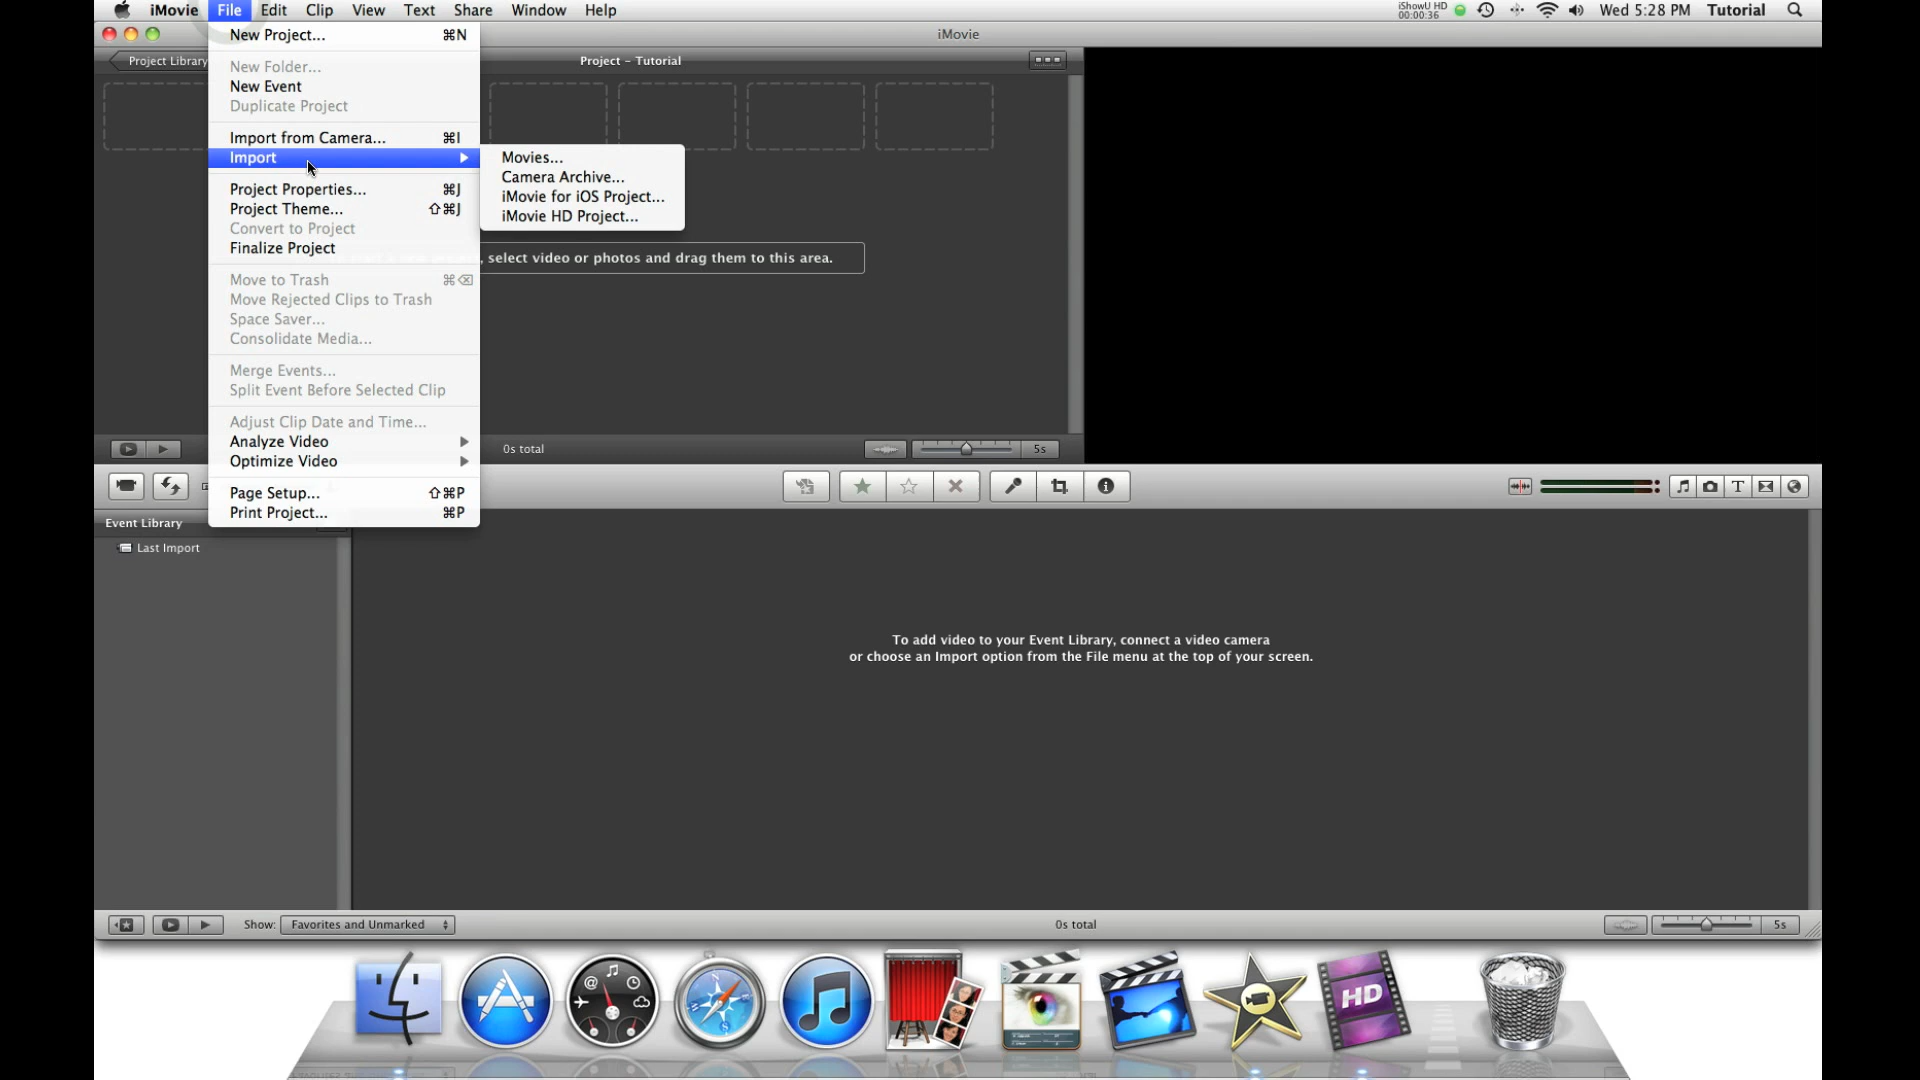 iMovie File Edit Clip View Text Share Window Help
iShowU HD
00:00:36
Wed 5:28 PM Tutorial
iMovie
Project Library
Project - Tutorial
New Project... ⌘N
New Folder...
New Event
Duplicate Project
Import from Camera... ⌘I
Import
Movies...
Camera Archive...
iMovie for iOS Project...
iMovie HD Project...
Project Properties... ⌘J
Project Theme... ⇧⌘J
Convert to Project
Finalize Project
, select video or photos and drag them to this area.
Move to Trash ⌘⌫
Move Rejected Clips to Trash
Space Saver...
Consolidate Media...
Merge Events...
Split Event Before Selected Clip
Adjust Clip Date and Time...
Analyze Video
Optimize Video
Page Setup... ⇧⌘P
Print Project... ⌘P
0s total
5s
T
Event Library
Last Import
To add video to your Event Library, connect a video camera
or choose an Import option from the File menu at the top of your screen.
Show: Favorites and Unmarked
0s total
5s
HD